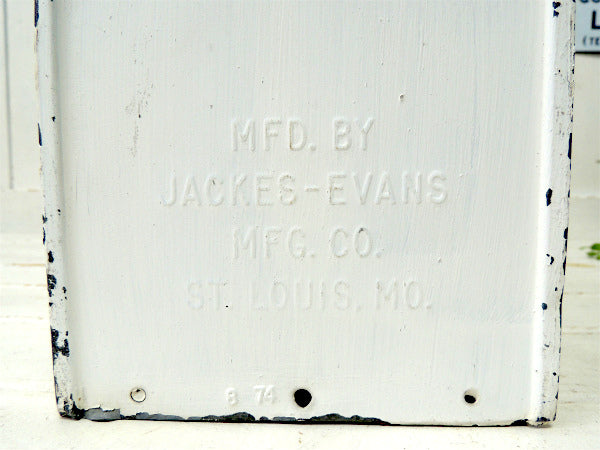 MFD. BY
JACKES-EVANS
MFG. CO.
ST. LOUIS, MO.
8 74